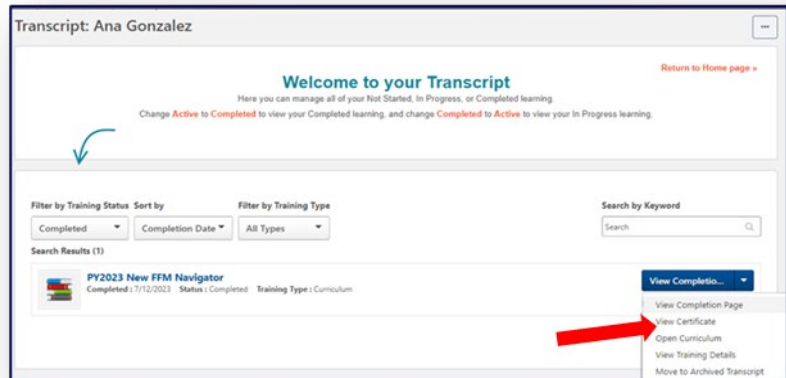 Transcript: Ana Gonzalez
Return to Home page »
Welcome to your Transcript
Here you can manage all of your Not Started, In Progress, or Completed learning.
Change Active to Completed to view your Completed learning, and change Completed to Active to view your In Progress learning.
Filter by Training Status Sort by Filter by Training Type Search by Keyword
Completed Completion Date All Types Search
Search Results (1)
PY2023 New FFM Navigator
Completed : 7/12/2023 Status : Completed Training Type : Curriculum
View Completio...
View Completion Page
View Certificate
Open Curriculum
View Training Details
Move to Archived Transcript